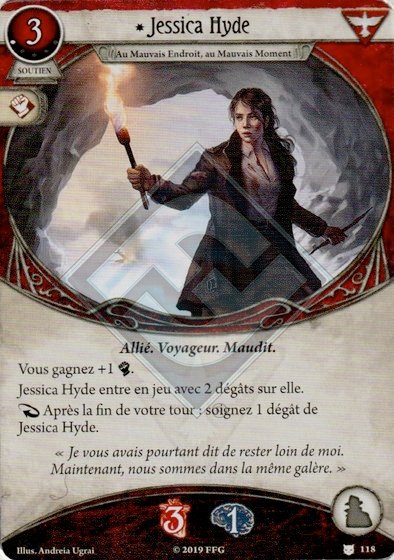 3
* Jessica Hyde
SOUTIEN
Au Mauvais Endroit, au Mauvais Moment
Allié. Voyageur. Maudit.
Vous gagnez +1
Jessica Hyde entre en jeu avec 2 dégâts sur elle.
Après la fin de votre tour : soignez 1 dégât de
Jessica Hyde.
« Je vous avais pourtant dit de rester loin de moi.
Maintenant, nous sommes dans la même galère. »
3
1
Illus. Andreia Ugrai
© 2019 FFG
118